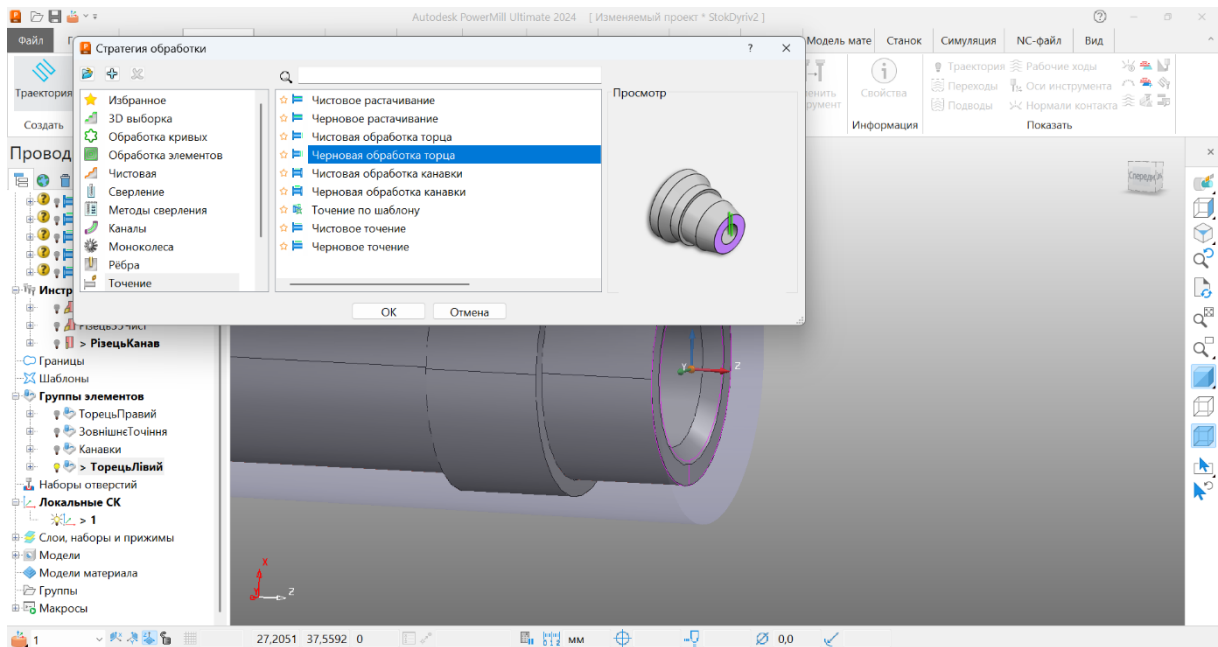 Autodesk PowerMill Ultimate 2024 [ Изменяемый проект * StokDyriv2 ]
Файл
Модель мате
Станок
Симуляция
NC-файл
Вид
Стратегия обработки
Траектория
Создать
Избранное
3D выборка
Обработка кривых
Обработка элементов
Чистовая
Сверление
Методы сверления
Каналы
Моноколеса
Рёбра
Точение
Чистовое растачивание
Черновое растачивание
Чистовая обработка торца
Черновая обработка торца
Чистовая обработка канавки
Черновая обработка канавки
Точение по шаблону
Чистовое точение
Черновое точение
Просмотр
OK
Отмена
Свойства
Информация
Траектория
Рабочие ходы
Переходы
Оси инструмента
Подводы
Нормали контакта
Показать
Провод
Инстр
> РізецьКанав
Границы
Шаблоны
Группы элементов
ТорецьПравий
ЗовнішнєТочіння
Канавки
> ТорецьЛівий
Наборы отверстий
Локальные СК
> 1
Слои, наборы и прижимы
Модели
Модели материала
Группы
Макросы
Y
Z
X
Z
1
27,2051 37,5592 0
мм
0,0